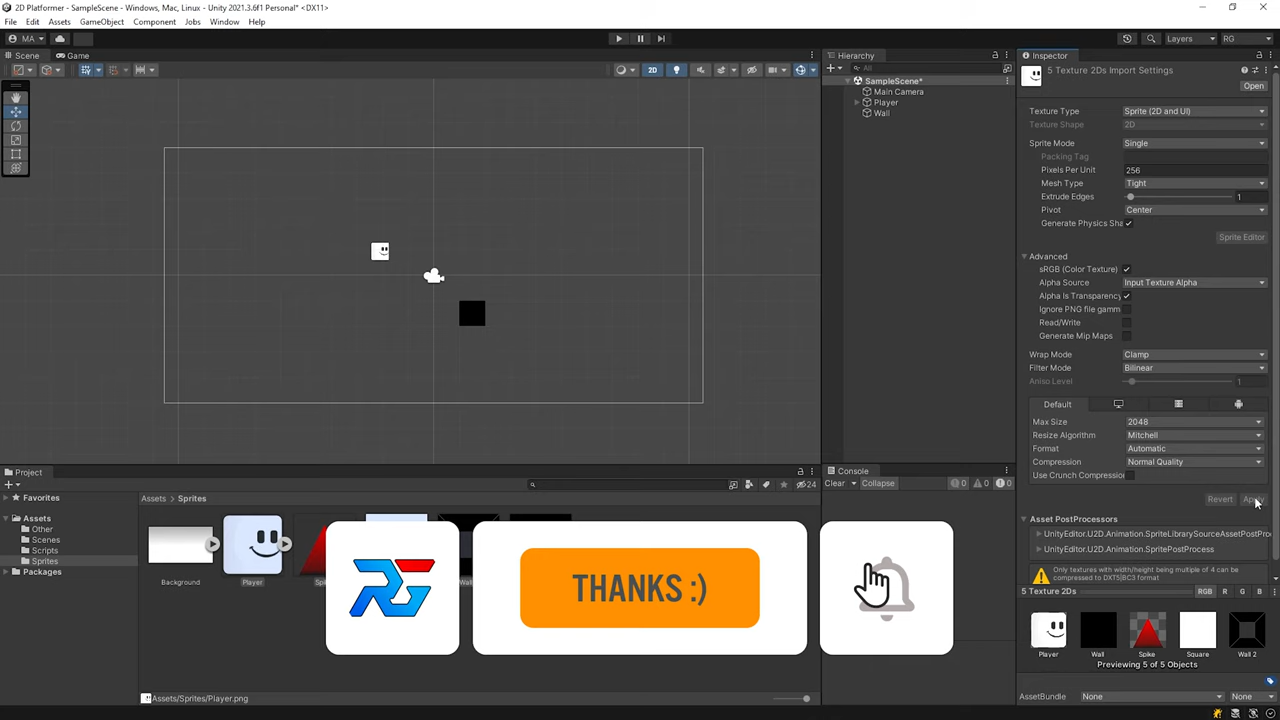 2D Platformer - SampleScene - Windows, Mac, Linux - Unity 2021.3.6f1 Personal* <DX11>
File Edit Assets GameObject Component Jobs Window Help
MA Layers RG
Scene Game
2D
Hierarchy
All
SampleScene*
Main Camera
Player
Wall
Inspector
5 Texture 2Ds Import Settings
Open
Texture Type Sprite (2D and UI)
Texture Shape 2D
Sprite Mode Single
Packing Tag
Pixels Per Unit 256
Mesh Type Tight
Extrude Edges 1
Pivot Center
Generate Physics Sha
Sprite Editor
Advanced
sRGB (Color Texture)
Alpha Source Input Texture Alpha
Alpha Is Transparency
Ignore PNG file gamm
Read/Write
Generate Mip Maps
Wrap Mode Clamp
Filter Mode Bilinear
Aniso Level 1
Default
Max Size 2048
Resize Algorithm Mitchell
Format Automatic
Compression Normal Quality
Use Crunch Compression
Revert Apply
Asset PostProcessors
UnityEditor.U2D.Animation.SpriteLibrarySourceAssetPostPro
UnityEditor.U2D.Animation.SpritePostProcess
Only textures with width/height being multiple of 4 can be
compressed to DXT5|BC3 format
5 Texture 2Ds RGB R G B
Player Wall Spike Square Wall 2
Previewing 5 of 5 Objects
AssetBundle None None
Project
24
Favorites
Assets
Other
Scenes
Scripts
Sprites
Packages
Assets > Sprites
Background Player
Assets/Sprites/Player.png
Console
Clear Collapse 0 0 0
RG
THANKS :)